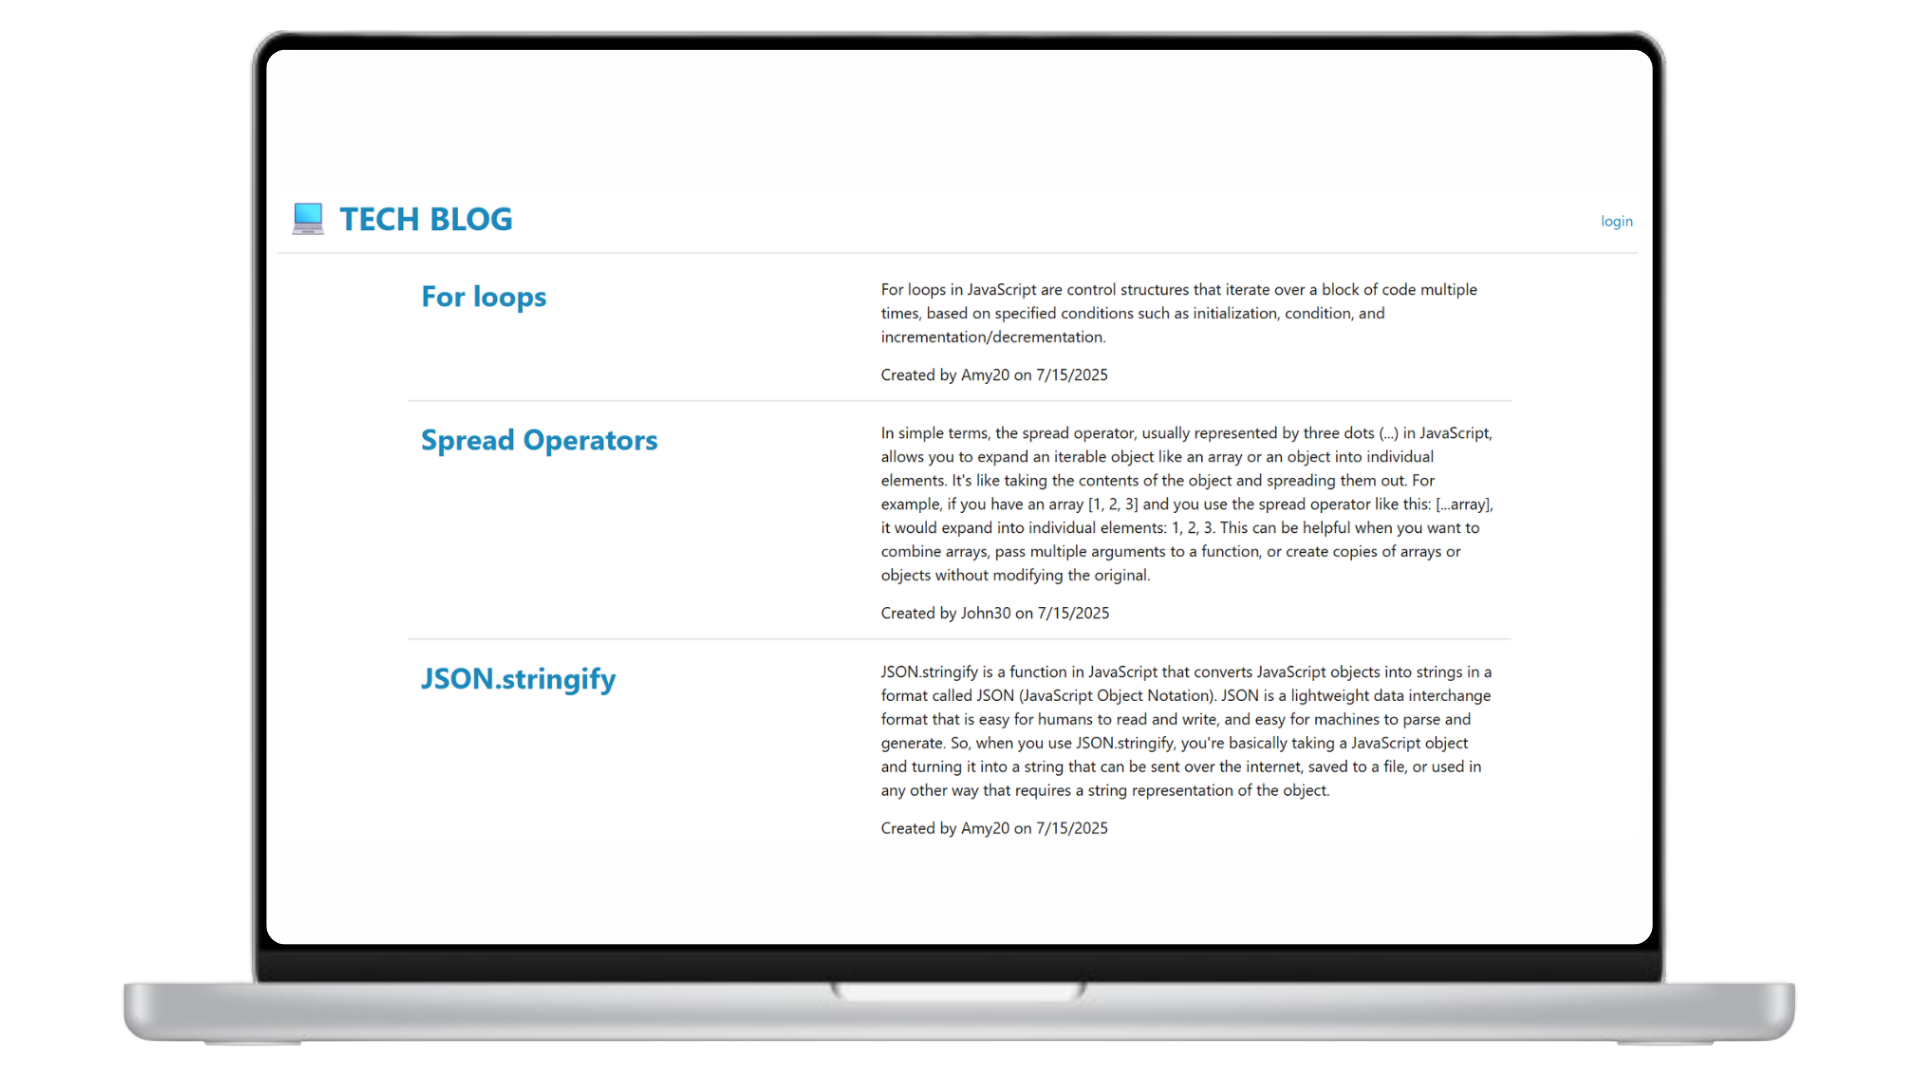 TECH BLOG
login
For loops
For loops in JavaScript are control structures that iterate over a block of code multiple
times, based on specified conditions such as initialization, condition, and
incrementation/decrementation.
Created by Amy20 on 7/15/2025
Spread Operators
In simple terms, the spread operator, usually represented by three dots (...) in JavaScript,
allows you to expand an iterable object like an array or an object into individual
elements. It's like taking the contents of the object and spreading them out. For
example, if you have an array [1, 2, 3] and you use the spread operator like this: [...array],
it would expand into individual elements: 1, 2, 3. This can be helpful when you want to
combine arrays, pass multiple arguments to a function, or create copies of arrays or
objects without modifying the original.
Created by John30 on 7/15/2025
JSON.stringify
JSON.stringify is a function in JavaScript that converts JavaScript objects into strings in a
format called JSON (JavaScript Object Notation). JSON is a lightweight data interchange
format that is easy for humans to read and write, and easy for machines to parse and
generate. So, when you use JSON.stringify, you're basically taking a JavaScript object
and turning it into a string that can be sent over the internet, saved to a file, or used in
any other way that requires a string representation of the object.
Created by Amy20 on 7/15/2025